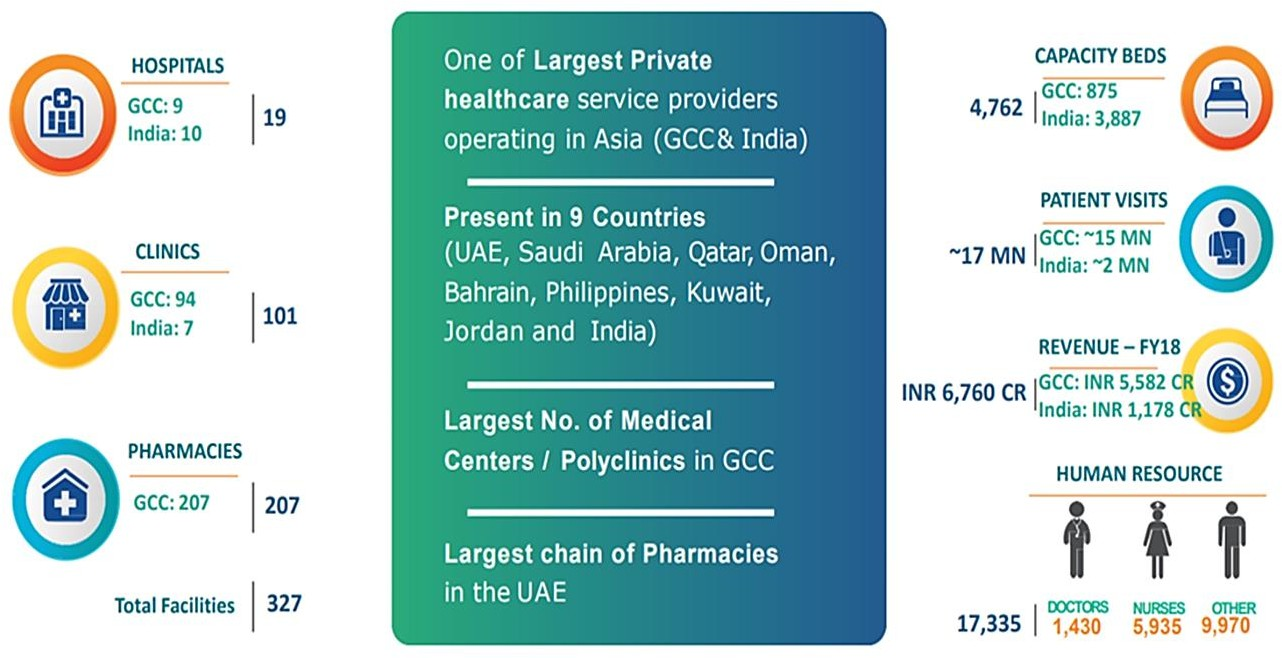 HOSPITALS
GCC: 9
India: 10
19
CLINICS
GCC: 94
India: 7
101
PHARMACIES
GCC: 207
207
Total Facilities
327
One of Largest Private
healthcare service providers
operating in Asia (GCC& India)
Present in 9 Countries
(UAE, Saudi Arabia, Qatar, Oman,
Bahrain, Philippines, Kuwait,
Jordan and India)
Largest No. of Medical
Centers / Polyclinics in GCC
Largest chain of Pharmacies
in the UAE
CAPACITY BEDS
4,762
GCC: 875
India: 3,887
PATIENT VISITS
~17 MN
GCC: ~15 MN
India: ~2 MN
REVENUE – FY18
INR 6,760 CR
GCC: INR 5,582 CR
India: INR 1,178 CR
$
HUMAN RESOURCE
17,335
DOCTORS NURSES OTHER
1,430 5,935 9,970